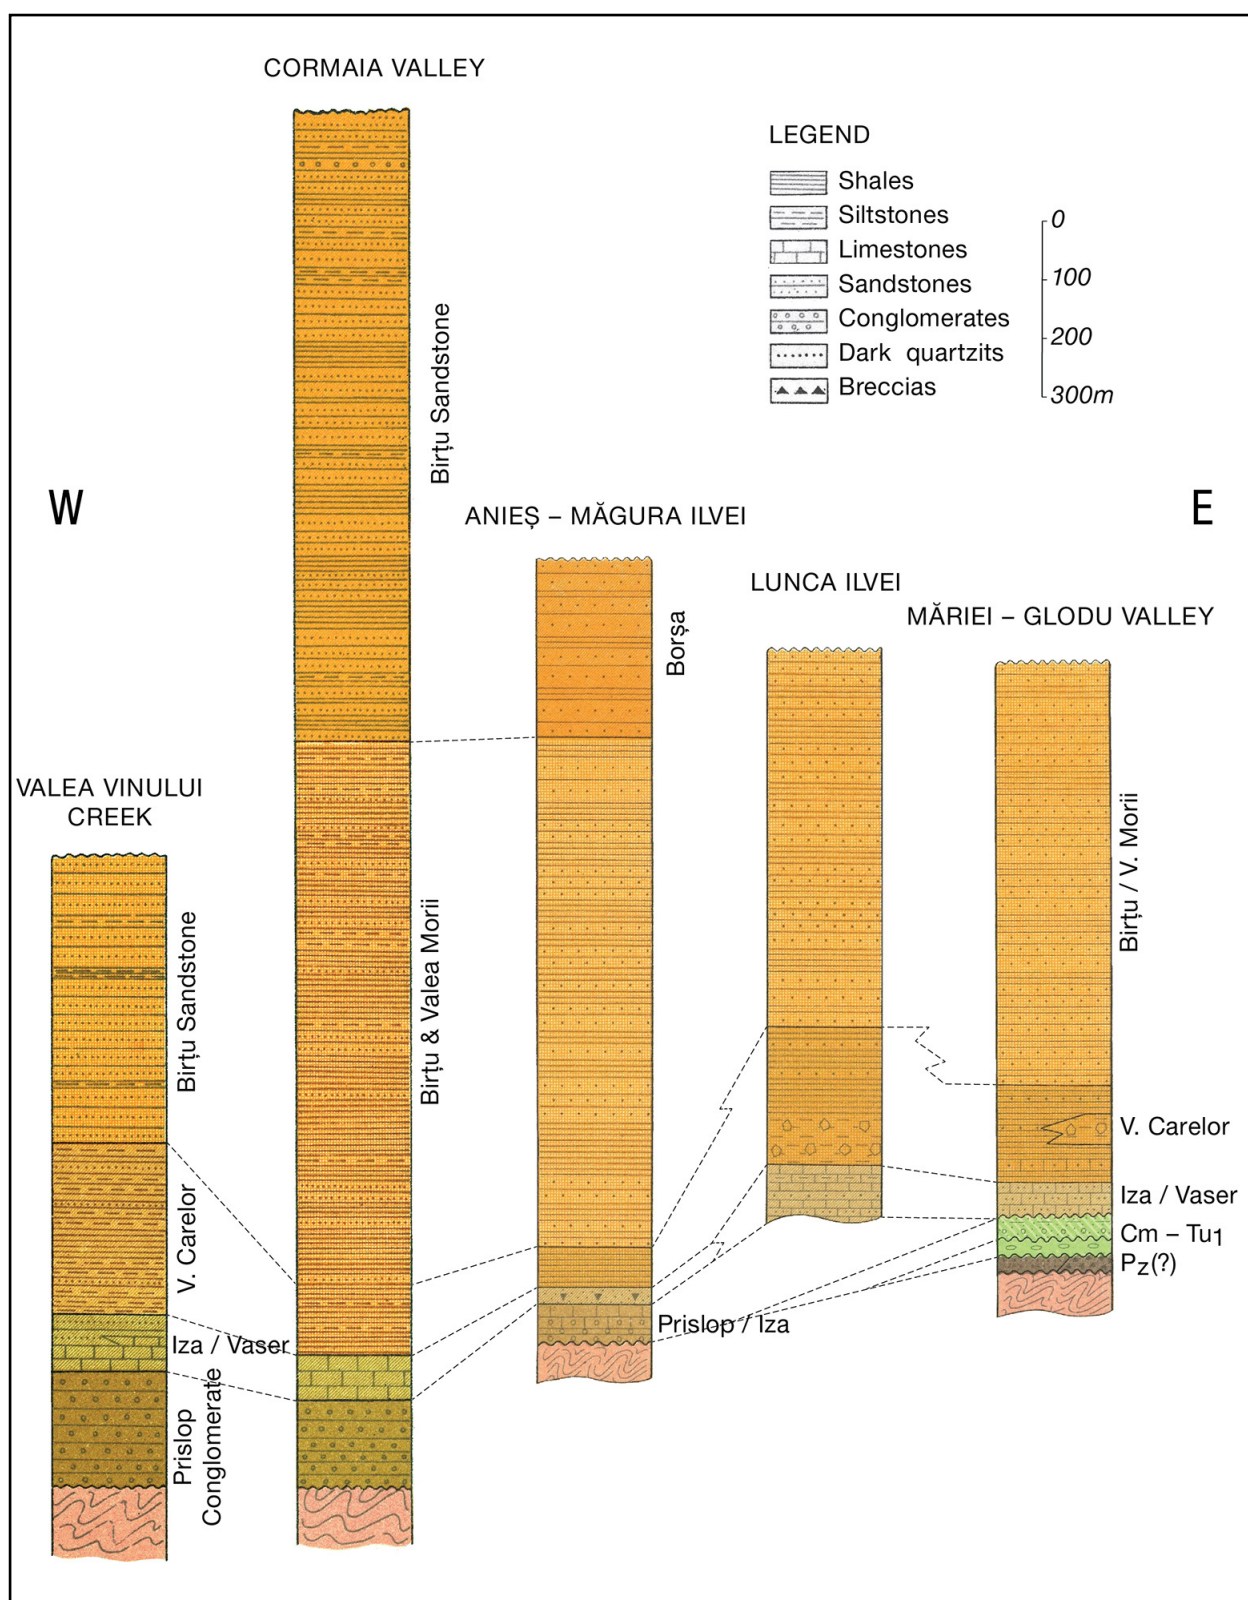 CORMAIA VALLEY
LEGEND
Shales
Siltstones
Limestones
Sandstones
Conglomerates
Dark quartzits
Breccias
0
100
200
300m
Birțu Sandstone
W
E
ANIEȘ – MĂGURA ILVEI
LUNCA ILVEI
MĂRIEI – GLODU VALLEY
Borșa
VALEA VINULUI
CREEK
Birțu Sandstone
Birțu & Valea Morii
Birțu / V. Morii
V. Carelor
V. Carelor
Iza / Vaser
Cm – Tu1
Pz(?)
Iza / Vaser
Prislop / Iza
Prislop
Conglomerate